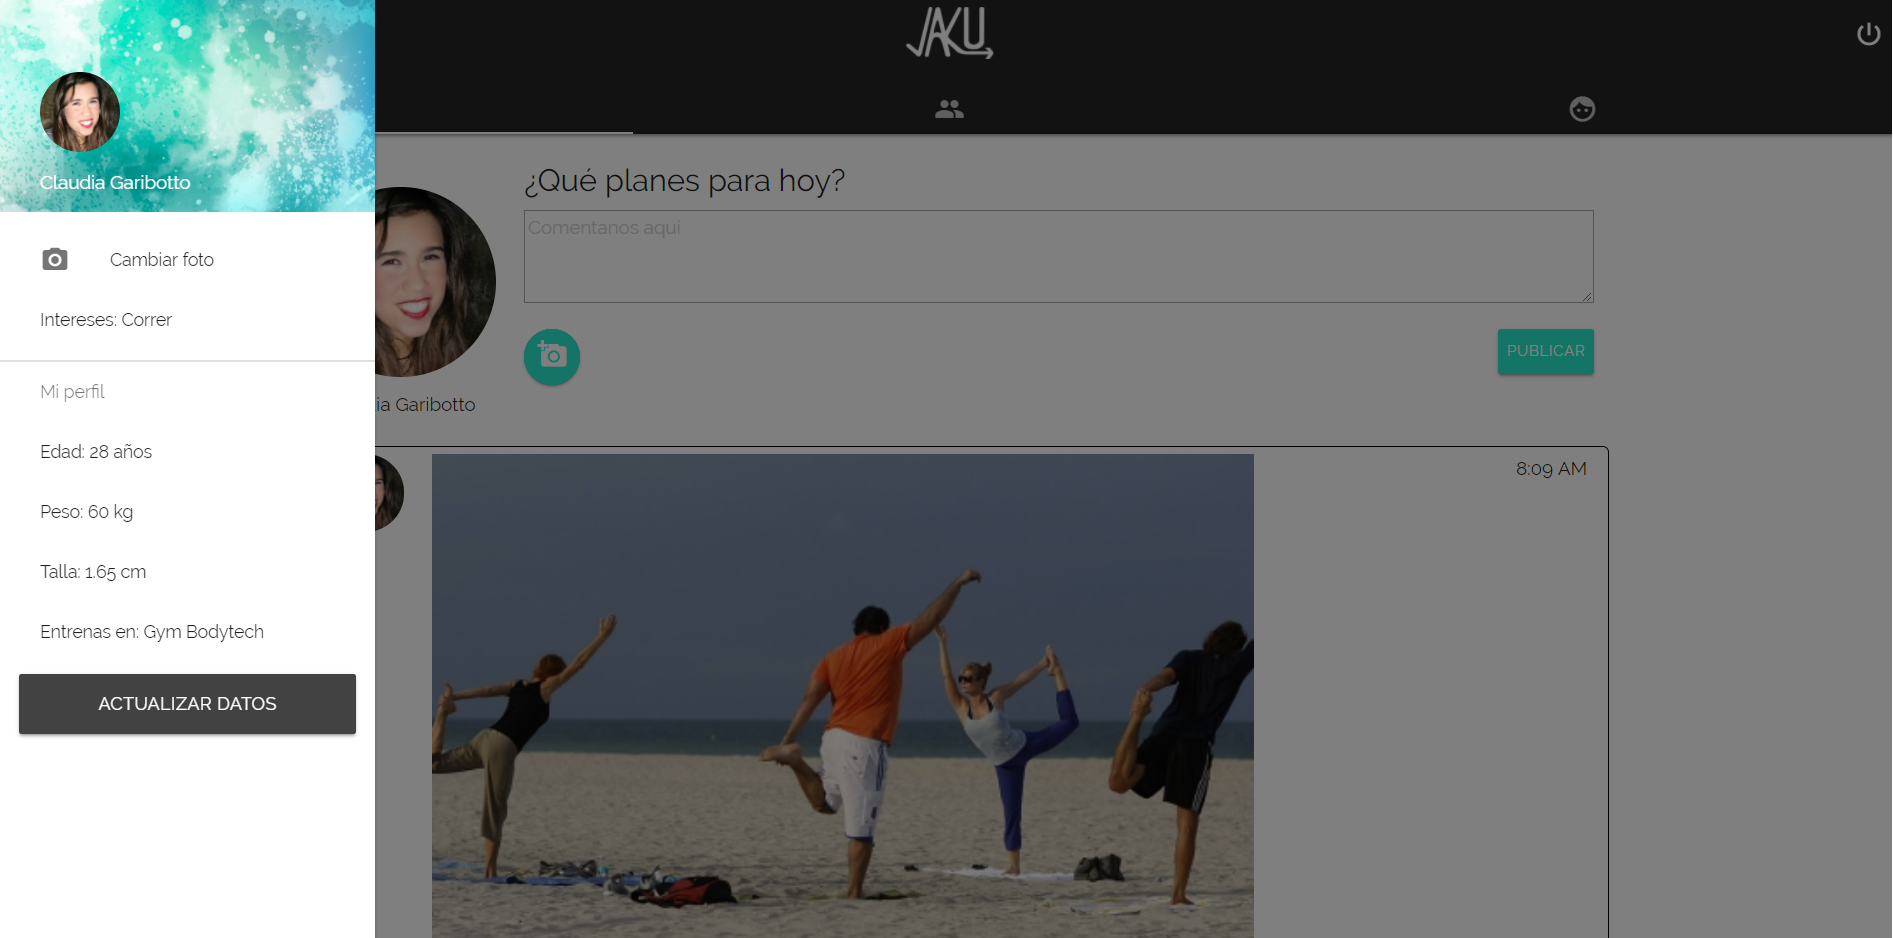 JAKU
Claudia Garibotto
Cambiar foto
Intereses: Correr
Mi perfil
Edad: 28 años
Peso: 60 kg
Talla: 1.65 cm
Entrenas en: Gym Bodytech
ACTUALIZAR DATOS
¿Qué planes para hoy?
Comentanos aqui
PUBLICAR
ia Garibotto
8:09 AM